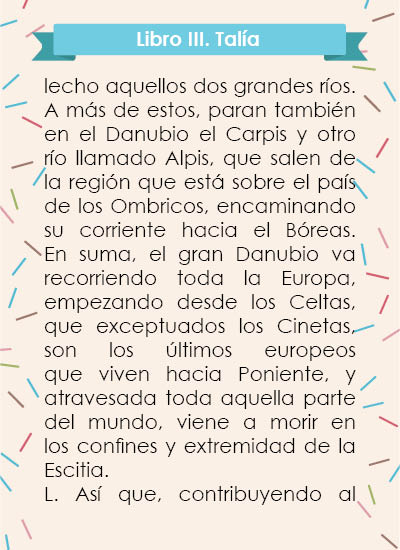 Libro III. Talía
lecho aquellos dos grandes ríos.
A más de estos, paran también
en el Danubio el Carpis y otro
río llamado Alpis, que salen de
la región que está sobre el país
de los Ombricos, encaminando
su corriente hacia el Bóreas.
En suma, el gran Danubio va
recorriendo toda la Europa,
empezando desde los Celtas,
que exceptuados los Cinetas,
son los últimos europeos
que viven hacia Poniente, y
atravesada toda aquella parte
del mundo, viene a morir en
los confines y extremidad de la
Escitia.
L. Así que, contribuyendo al